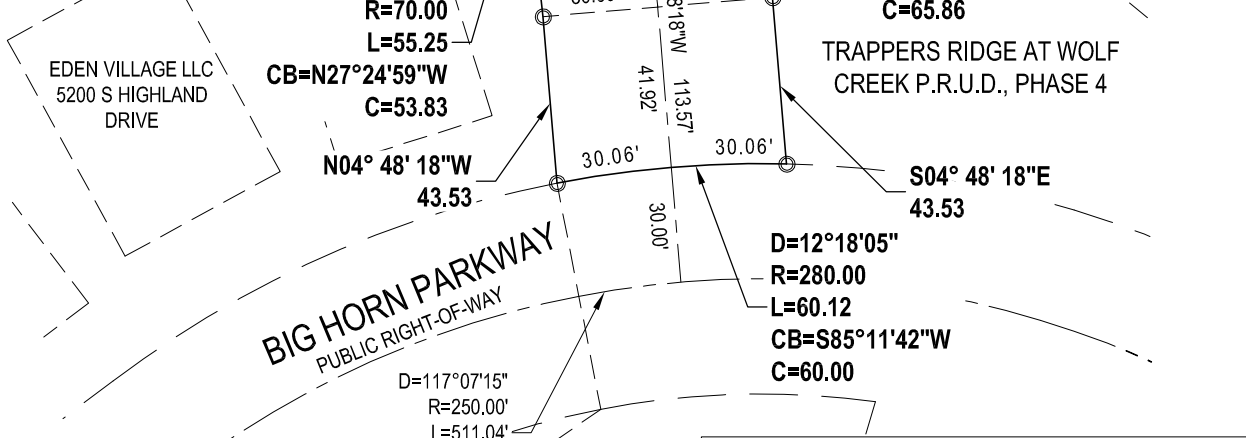 R=70.00
L=55.25
CB=N27°24'59"W
C=53.83
EDEN VILLAGE LLC
5200 S HIGHLAND
DRIVE
N04° 48' 18"W
43.53
8'18"W 113.57'
41.92'
30.06'
30.06'
30.00'
C=65.86
TRAPPERS RIDGE AT WOLF
CREEK P.R.U.D., PHASE 4
S04° 48' 18"E
43.53
D=12°18'05"
R=280.00
L=60.12
CB=S85°11'42"W
C=60.00
BIG HORN PARKWAY
PUBLIC RIGHT-OF-WAY
D=117°07'15"
R=250.00'
L=511.04'